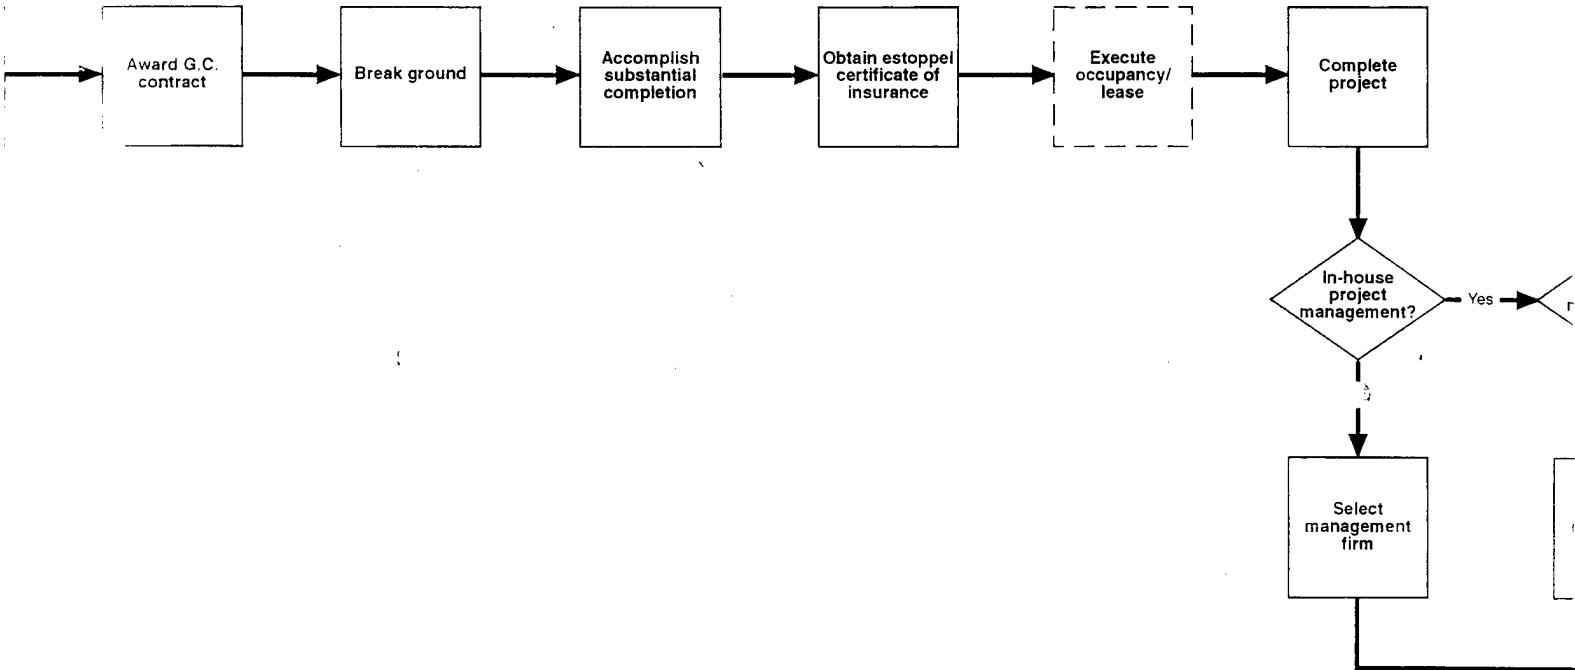 Award G.C.
contract
Break ground
Accomplish
substantial
completion
Obtain estoppel
certificate of
insurance
Execute
occupancy/
lease
Complete
project
In-house
project
management?
Yes
Select
management
firm